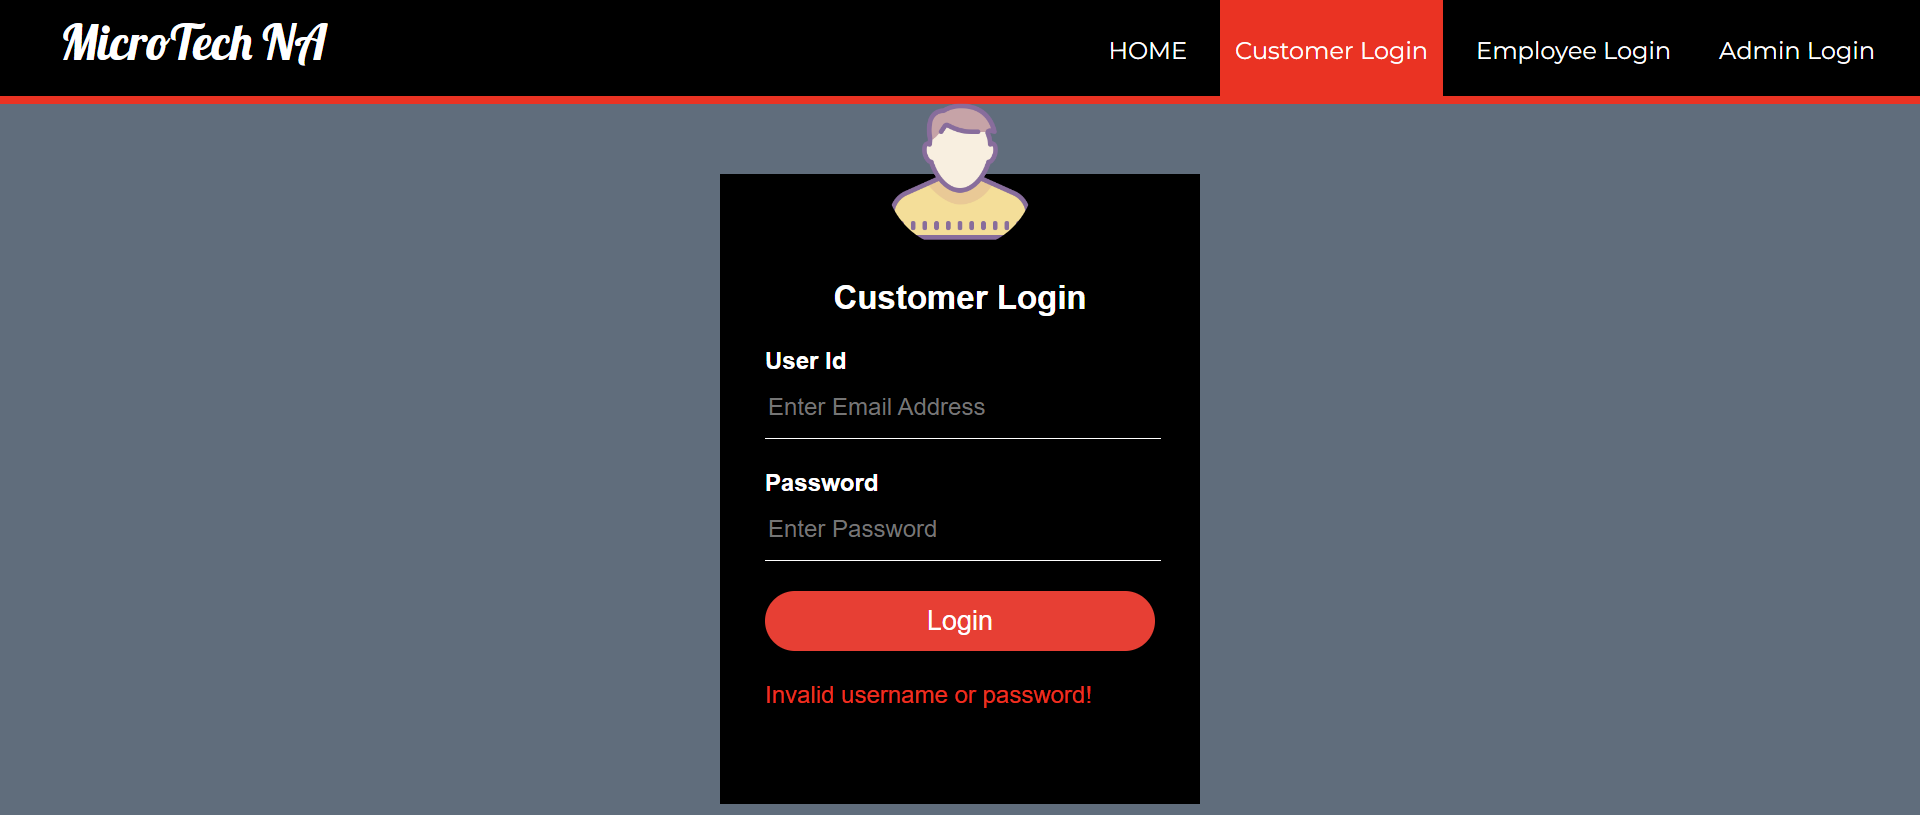 MicroTech NA
HOME Customer Login Employee Login Admin Login
Customer Login
User Id
Enter Email Address
Password
Enter Password
Login
Invalid username or password!